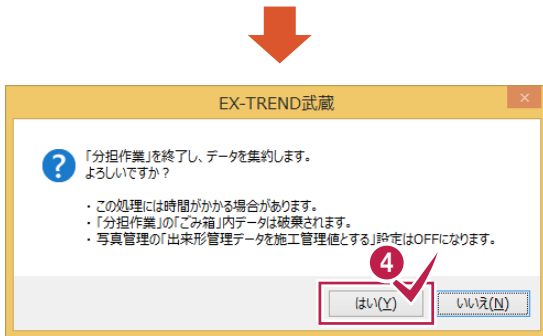 EX-TREND武蔵
「分担作業」を終了し、データを集約します。
よろしいですか？
・この処理には時間がかかる場合があります。
・「分担作業」の「ごみ箱」内データは破棄されます。
・写真管理の「出来形管理データを施工管理値とする」設定はOFFになります。
4
はい(Y)
いいえ(N)